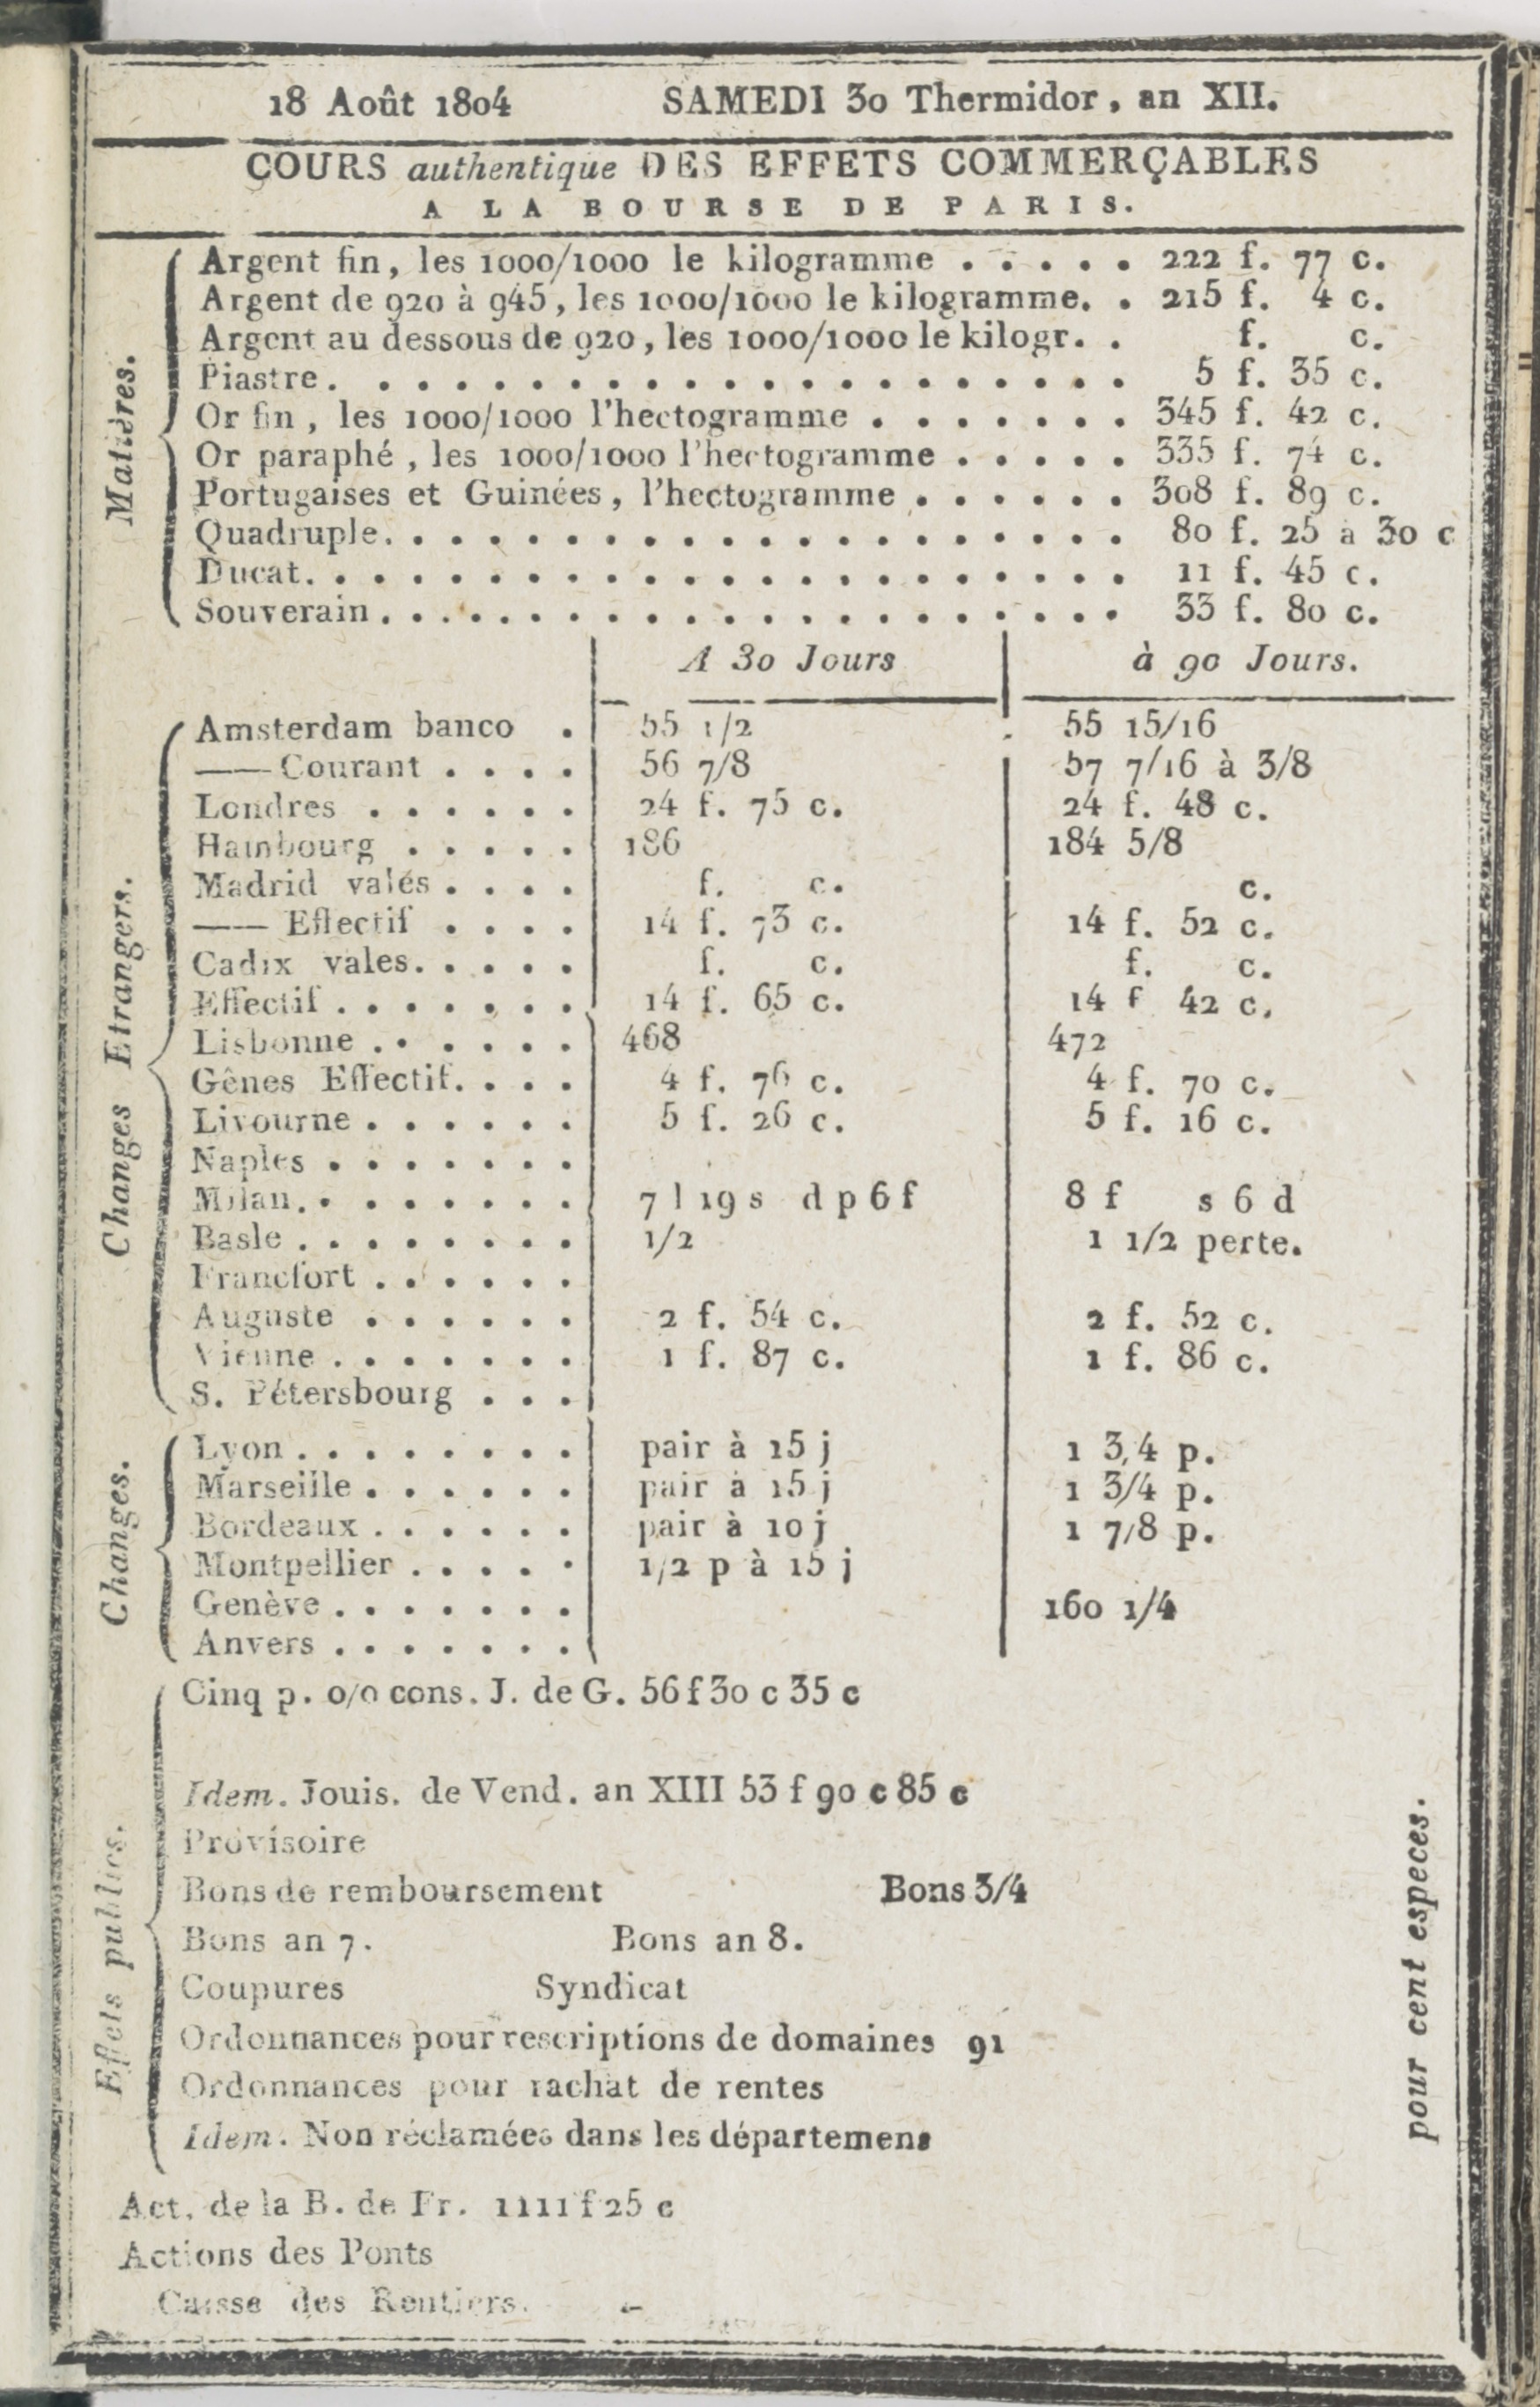 18 Août 1804 SAMEDI 30 Thermidor, an XII.
COURS authentique DES EFFETS COMMERÇABLES
A LA BOURSE DE PARIS.
Matières.
Argent fin, les 1000/1000 le kilogramme . . . . . 222 f. 77 c.
Argent de 920 à 945, les 1000/1000 le kilogramme. . 215 f. 4 c.
Argent au dessous de 920, les 1000/1000 le kilogr. . f. c.
Piastre. . . . . . . . . . . . . . . . . . . . 5 f. 35 c.
Or fin, les 1000/1000 l'hectogramme . . . . . . . 345 f. 42 c.
Or paraphé, les 1000/1000 l'hectogramme . . . . . 335 f. 74 c.
Portugaises et Guinées, l'hectogramme . . . . . . 308 f. 89 c.
Quadruple. . . . . . . . . . . . . . . . . . . . 80 f. 25 à 30 c
Ducat. . . . . . . . . . . . . . . . . . . . . . 11 f. 45 c.
Souverain . . . . . . . . . . . . . . . . . . . . 33 f. 80 c.
A 30 Jours à 90 Jours.
Changes Etrangers.
Amsterdam banco . 55 1/2 55 15/16
—— Courant . . . . 56 7/8 57 7/16 à 3/8
Londres . . . . . . 24 f. 75 c. 24 f. 48 c.
Hambourg . . . . . 186 184 5/8
Madrid valés . . . . f. c. c.
—— Effectif . . . . 14 f. 73 c. 14 f. 52 c.
Cadix vales. . . . . f. c. f. c.
Effectif . . . . . . . 14 f. 65 c. 14 f 42 c.
Lisbonne . . . . . . 468 472
Gênes Effectif. . . . 4 f. 76 c. 4 f. 70 c.
Livourne . . . . . . 5 f. 26 c. 5 f. 16 c.
Naples . . . . . . .
Milan. . . . . . . . 7 l 19 s d p 6 f 8 f s 6 d
Basle . . . . . . . . 1/2 1 1/2 perte.
Francfort . . . . . .
Auguste . . . . . . 2 f. 54 c. 2 f. 52 c.
Vienne . . . . . . . 1 f. 87 c. 1 f. 86 c.
S. Pétersbourg . . .
Changes.
Lyon . . . . . . . . pair à 15 j 1 3,4 p.
Marseille . . . . . . pair à 15 j 1 3/4 p.
Bordeaux . . . . . . pair à 10 j 1 7/8 p.
Montpellier . . . . . 1/2 p à 15 j
Genève . . . . . . . 160 1/4
Anvers . . . . . . .
Effets publics.
Cinq p. 0/0 cons. J. de G. 56 f 30 c 35 c
Idem. Jouis. de Vend. an XIII 53 f 90 c 85 c
Provisoire
Bons de remboursement Bons 3/4
Bons an 7. Bons an 8.
Coupures Syndicat
Ordonnances pour rescriptions de domaines 91
Ordonnances pour rachat de rentes
Idem. Non réclamées dans les départemens
pour cent especes.
Act. de la B. de Fr. 1111 f 25 c
Actions des Ponts
Caisse des Rentiers.